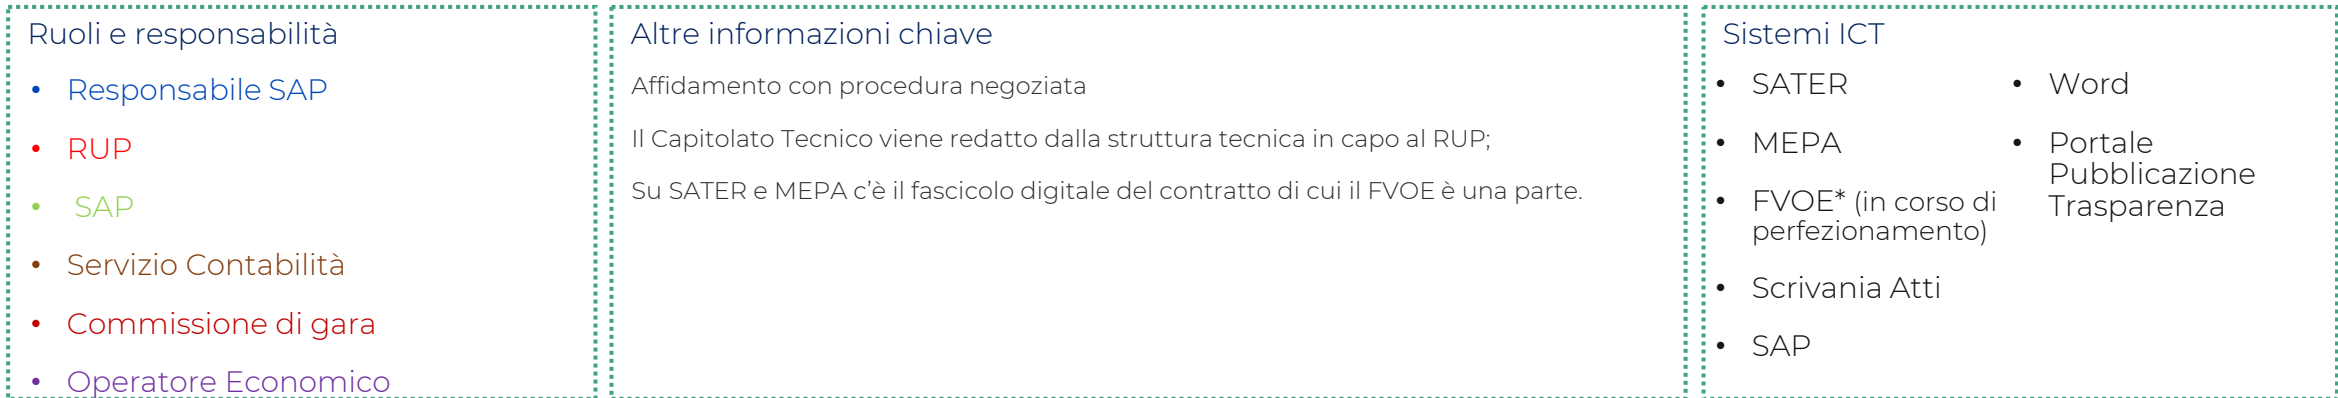 Ruoli e responsabilità
• Responsabile SAP
• RUP
• SAP
• Servizio Contabilità
• Commissione di gara
• Operatore Economico
Altre informazioni chiave
Affidamento con procedura negoziata
Il Capitolato Tecnico viene redatto dalla struttura tecnica in capo al RUP;
Su SATER e MEPA c'è il fascicolo digitale del contratto di cui il FVOE è una parte.
Sistemi ICT
• SATER
• MEPA
• FVOE* (in corso di
perfezionamento)
• Scrivania Atti
• SAP
• Word
• Portale
Pubblicazione
Trasparenza